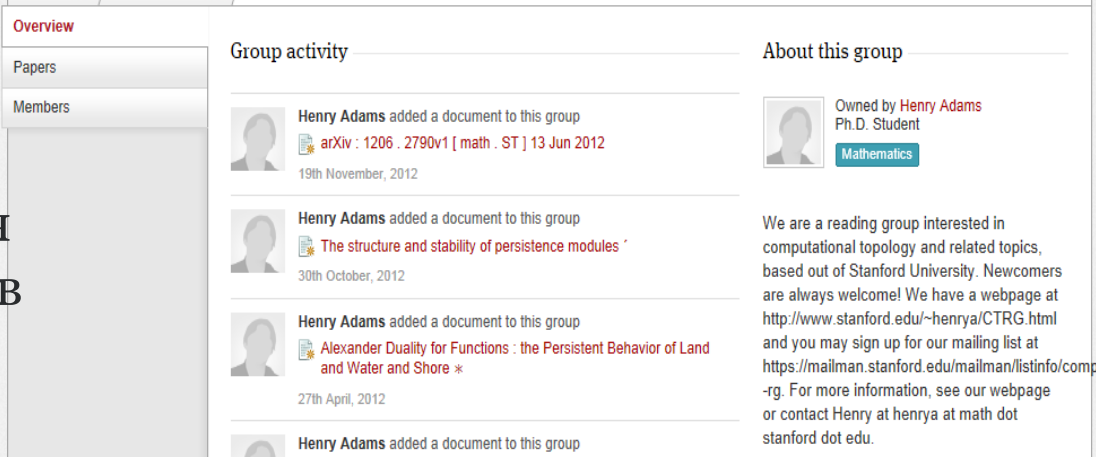 Overview
Papers
Members
Group activity
Henry Adams added a document to this group
arXiv : 1206 . 2790v1 [ math . ST ] 13 Jun 2012
19th November, 2012
Henry Adams added a document to this group
The structure and stability of persistence modules ´
30th October, 2012
Henry Adams added a document to this group
Alexander Duality for Functions : the Persistent Behavior of Land
and Water and Shore ∗
27th April, 2012
Henry Adams added a document to this group
About this group
Owned by Henry Adams
Ph.D. Student
Mathematics
We are a reading group interested in
computational topology and related topics,
based out of Stanford University. Newcomers
are always welcome! We have a webpage at
http://www.stanford.edu/~henrya/CTRG.html
and you may sign up for our mailing list at
https://mailman.stanford.edu/mailman/listinfo/comp
-rg. For more information, see our webpage
or contact Henry at henrya at math dot
stanford dot edu.